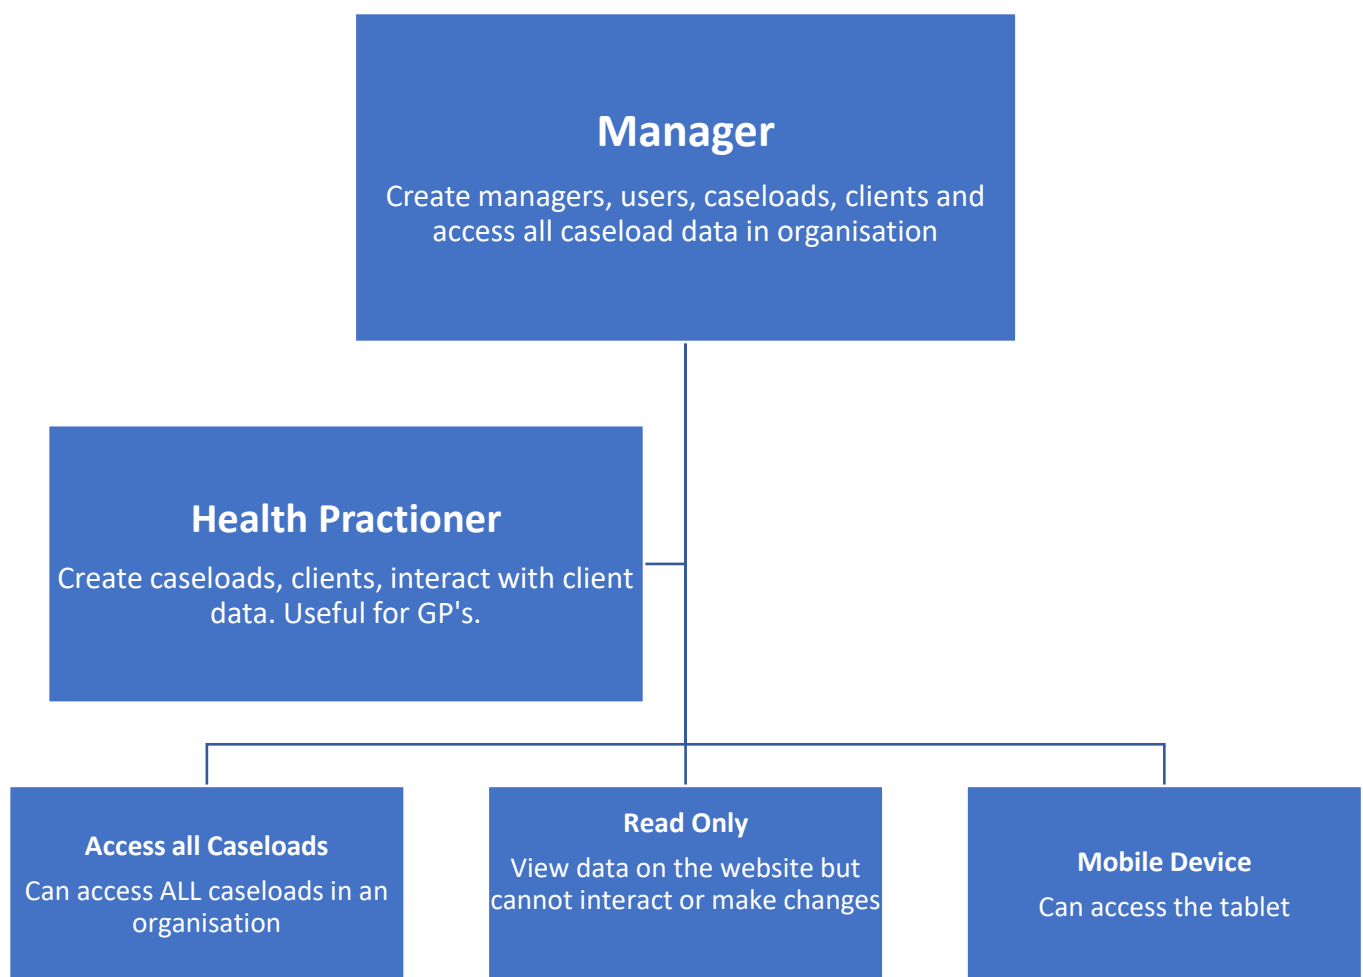 Manager
Create managers, users, caseloads, clients and
access all caseload data in organisation
Health Practioner
Create caseloads, clients, interact with client
data. Useful for GP's.
Access all Caseloads
Can access ALL caseloads in an
organisation
Read Only
View data on the website but
cannot interact or make changes
Mobile Device
Can access the tablet